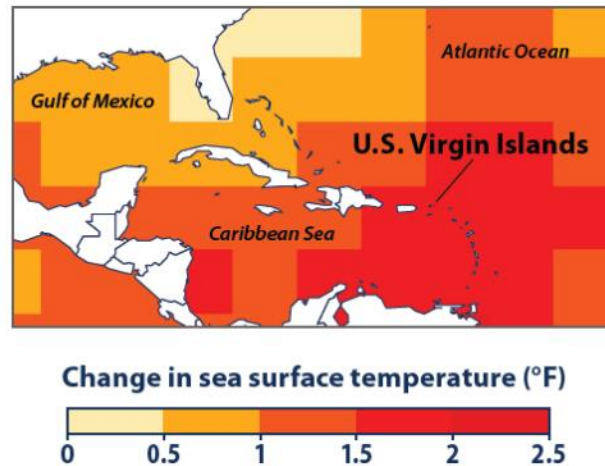 Atlantic Ocean
Gulf of Mexico
U.S. Virgin Islands
Caribbean Sea
Change in sea surface temperature (°F)
0 0.5 1 1.5 2 2.5